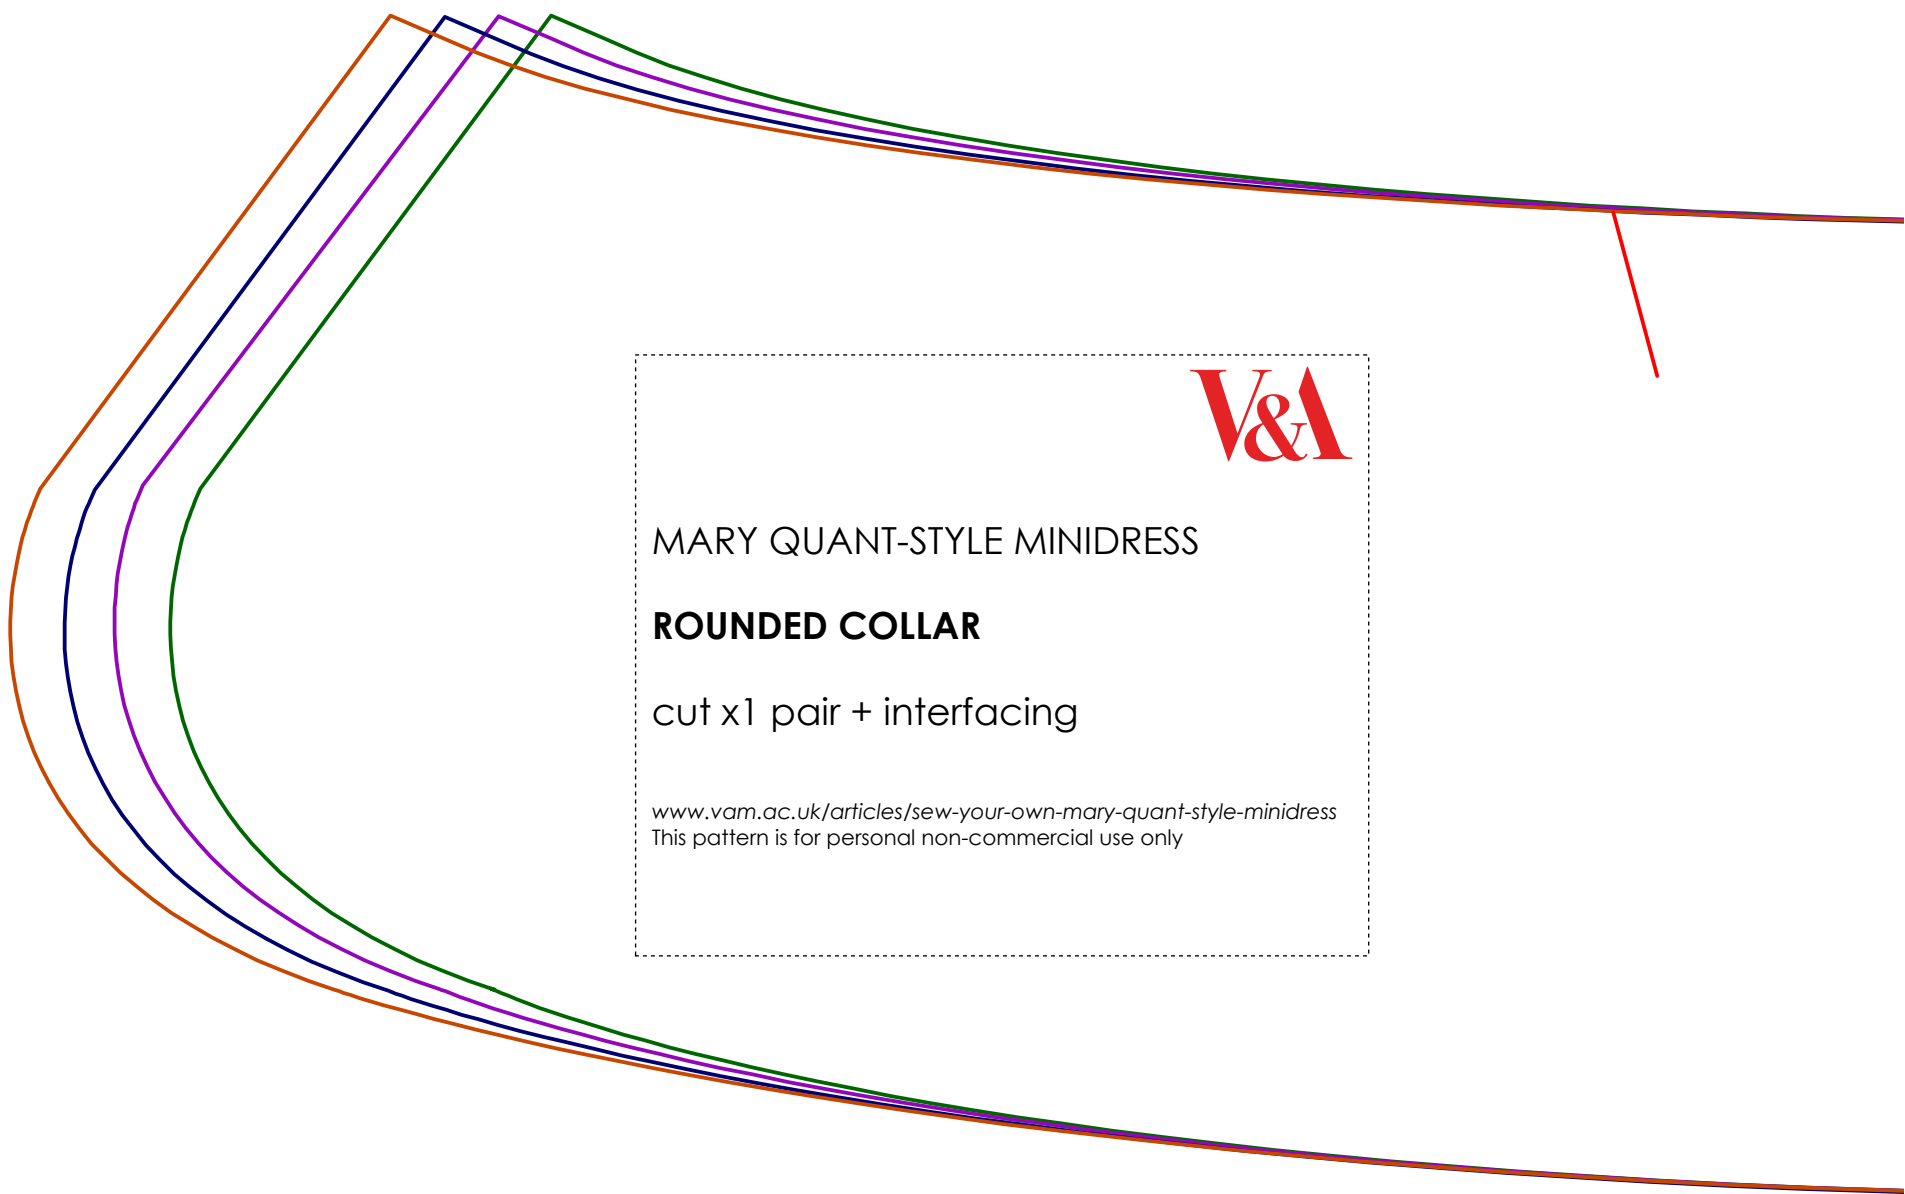 V&A
MARY QUANT-STYLE MINIDRESS
ROUNDED COLLAR
cut x1 pair + interfacing
www.vam.ac.uk/articles/sew-your-own-mary-quant-style-minidress
This pattern is for personal non-commercial use only